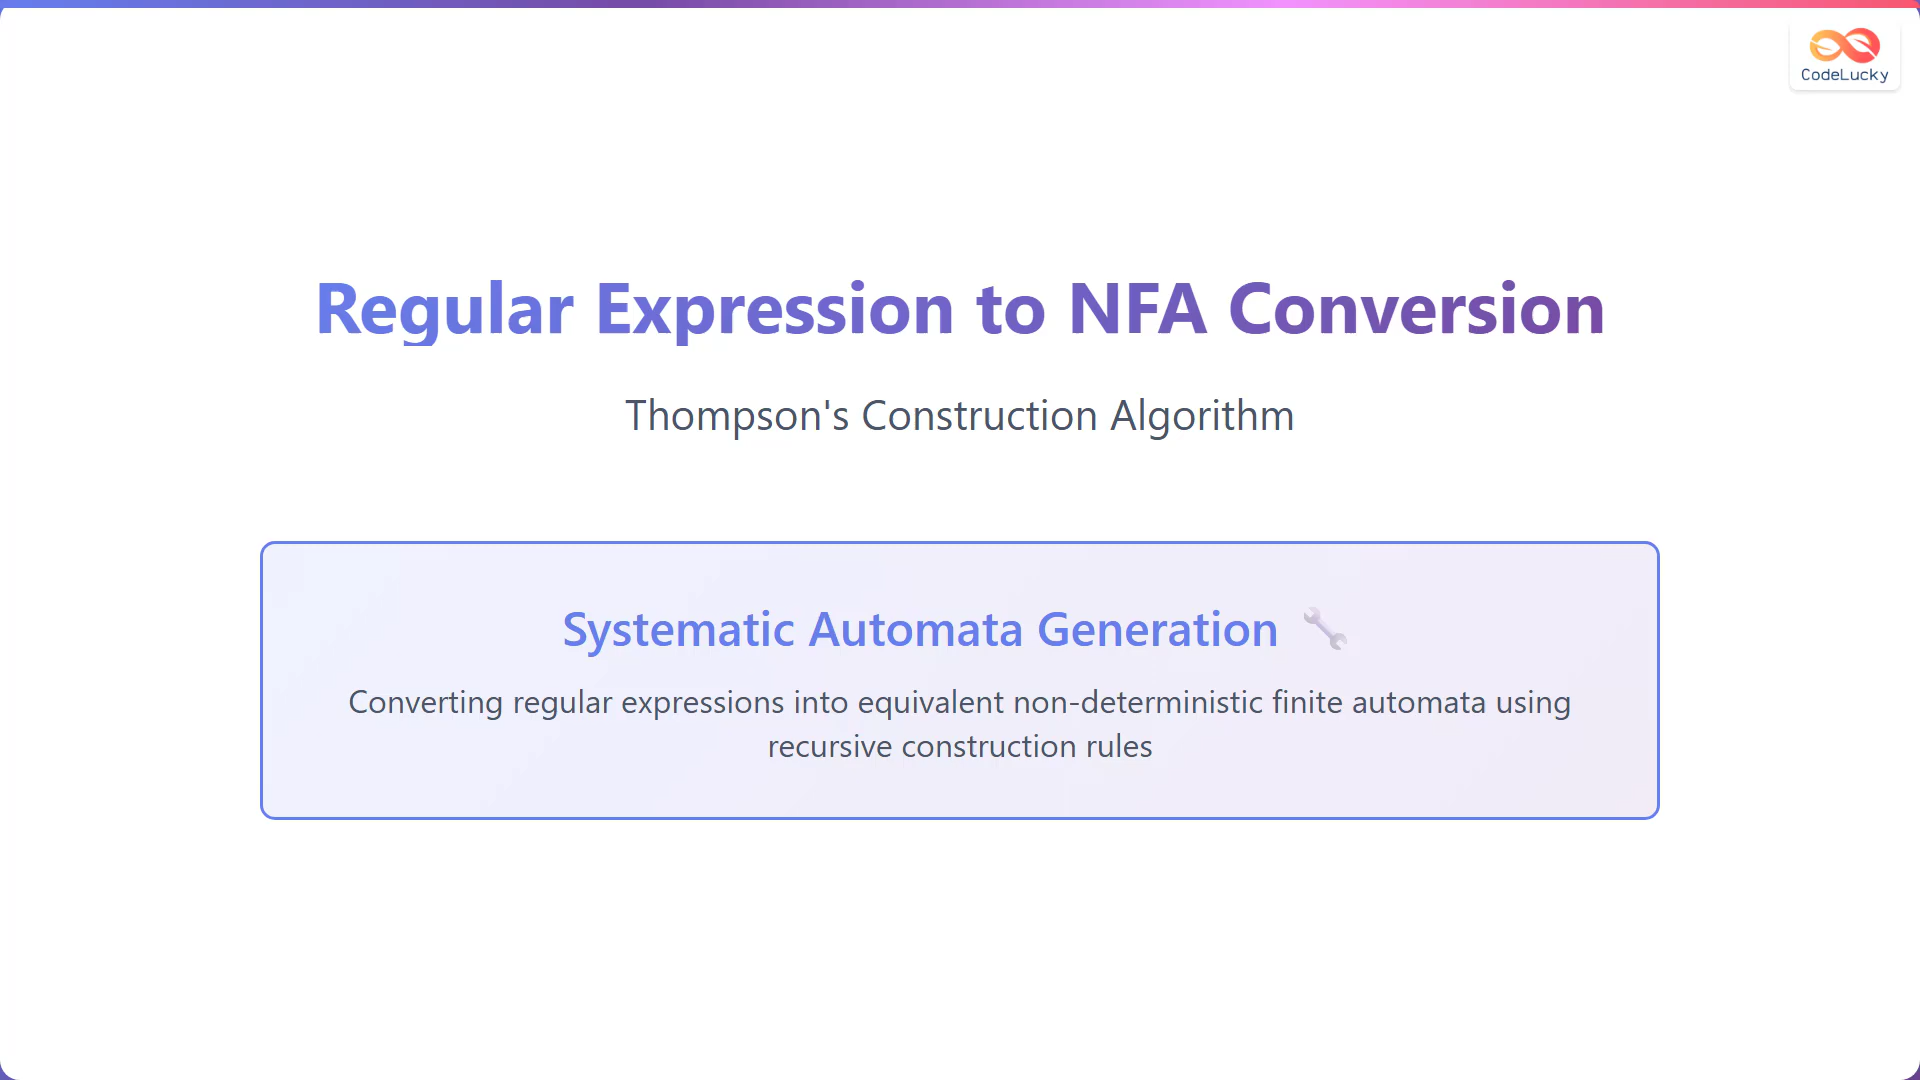 CodeLucky
Regular Expression to NFA Conversion
Thompson's Construction Algorithm
Systematic Automata Generation 🔧
Converting regular expressions into equivalent non-deterministic finite automata using
recursive construction rules